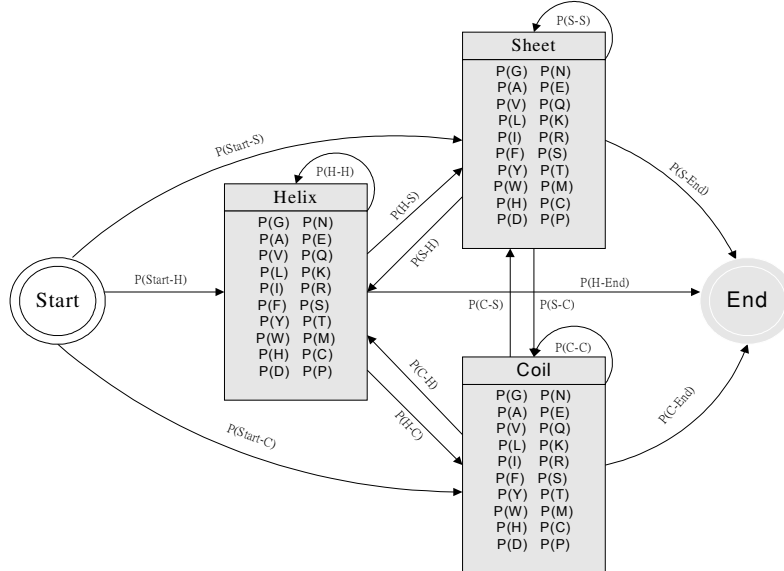 P(S-S)
Sheet
P(G) P(N)
P(A) P(E)
P(V) P(Q)
P(L) P(K)
P(I) P(R)
P(F) P(S)
P(Y) P(T)
P(W) P(M)
P(H) P(C)
P(D) P(P)
P(Start-S)
P(H-H)
Helix
P(G) P(N)
P(A) P(E)
P(V) P(Q)
P(L) P(K)
P(I) P(R)
P(F) P(S)
P(Y) P(T)
P(W) P(M)
P(H) P(C)
P(D) P(P)
P(H-S)
P(S-H)
P(S-End)
Start
P(Start-H)
P(H-End)
End
P(C-S)
P(S-C)
P(C-H)
P(H-C)
P(Start-C)
P(C-C)
Coil
P(G) P(N)
P(A) P(E)
P(V) P(Q)
P(L) P(K)
P(I) P(R)
P(F) P(S)
P(Y) P(T)
P(W) P(M)
P(H) P(C)
P(D) P(P)
P(C-End)